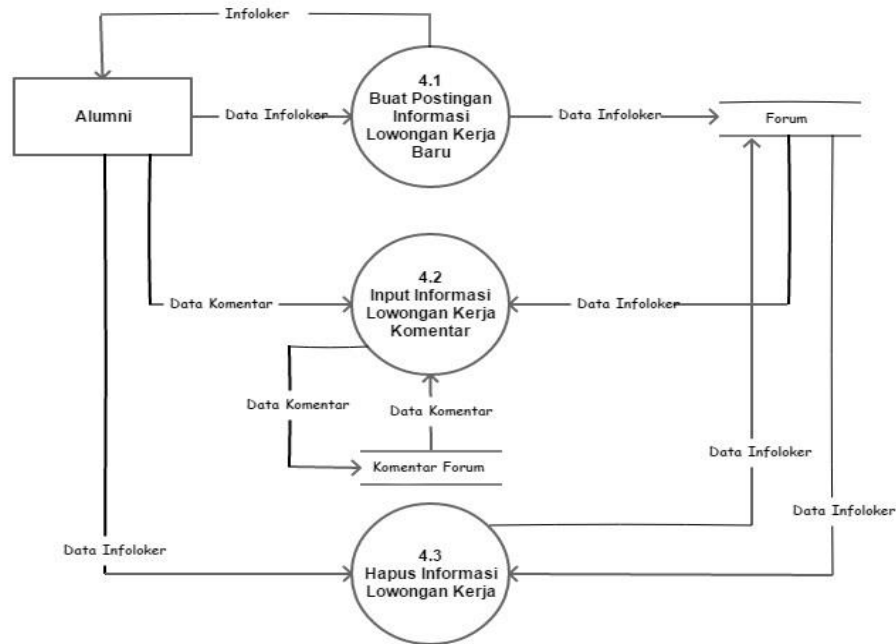 Infoloker
Alumni
Data Infoloker
4.1
Buat Postingan
Informasi
Lowongan Kerja
Baru
Data Infoloker
Forum
4.2
Input Informasi
Lowongan Kerja
Komentar
Data Komentar
Data Infoloker
Data Komentar
Data Komentar
Komentar Forum
Data Infoloker
Data Infoloker
Data Infoloker
4.3
Hapus Informasi
Lowongan Kerja